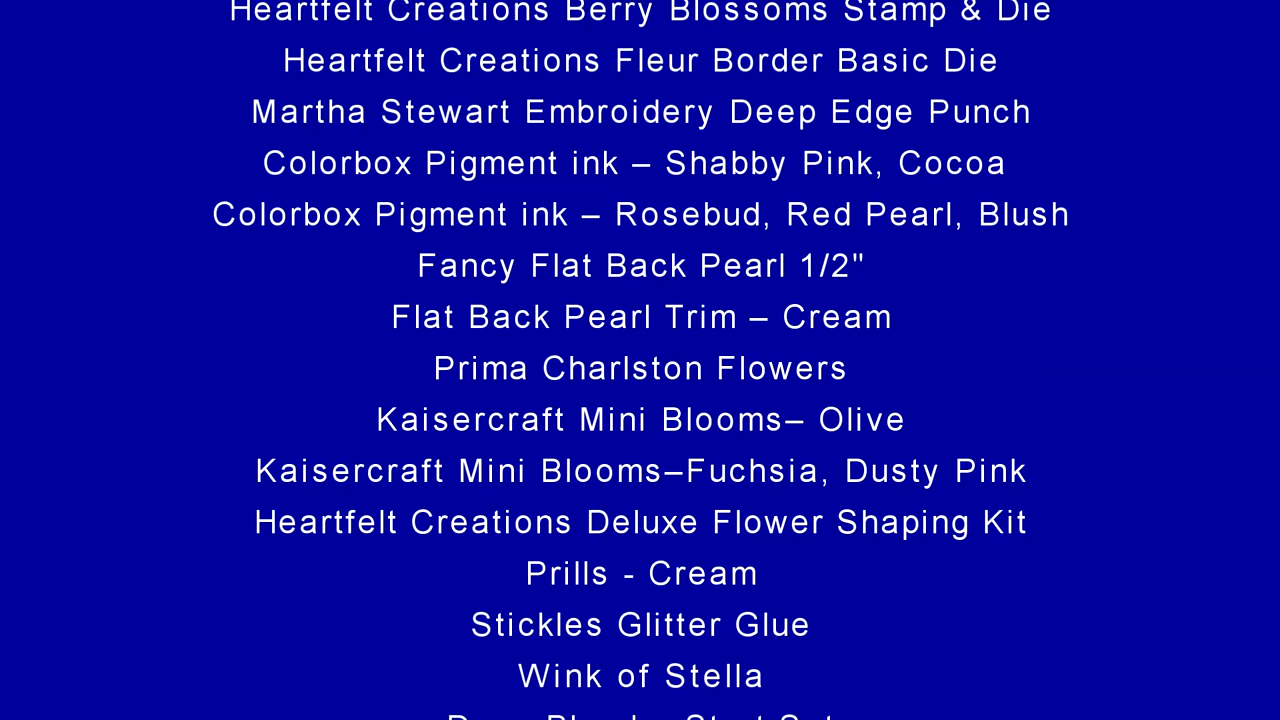 Heartfelt Creations Berry Blossoms Stamp & Die
Heartfelt Creations Fleur Border Basic Die
Martha Stewart Embroidery Deep Edge Punch
Colorbox Pigment ink – Shabby Pink, Cocoa
Colorbox Pigment ink – Rosebud, Red Pearl, Blush
Fancy Flat Back Pearl 1/2"
Flat Back Pearl Trim – Cream
Prima Charlston Flowers
Kaisercraft Mini Blooms– Olive
Kaisercraft Mini Blooms–Fuchsia, Dusty Pink
Heartfelt Creations Deluxe Flower Shaping Kit
Prills - Cream
Stickles Glitter Glue
Wink of Stella